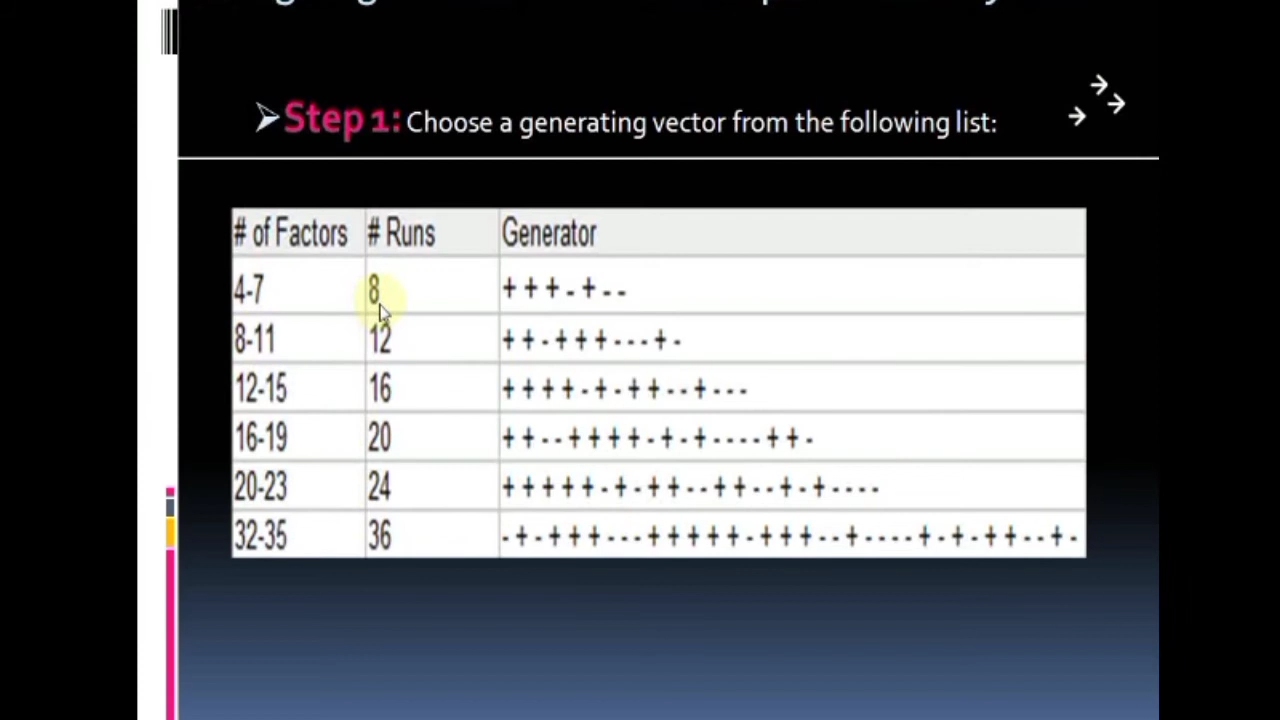 Step 1: Choose a generating vector from the following list:
# of Factors # Runs Generator
4-7 8 +++-+--
8-11 12 ++-+++---+-
12-15 16 ++++-+-++--+---
16-19 20 ++--++++-+-+----++-
20-23 24 +++++-+-++--++--+-+----
32-35 36 -+-+++---+++++-+++--+----+-+-++--+-